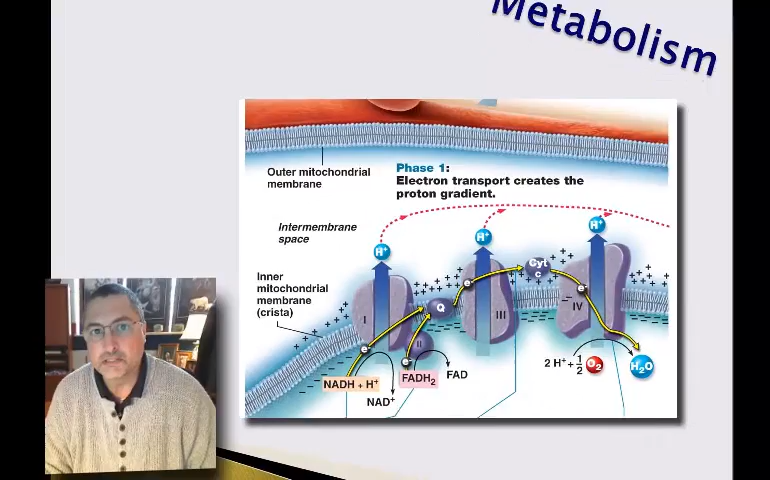 Metabolism
Outer mitochondrial
membrane
Phase 1:
Electron transport creates the
proton gradient.
Intermembrane
space
H+
H+
H+
Inner
mitochondrial
membrane
(crista)
Cyt
c
e-
e-
Q
I
III
IV
II
e-
e-
NADH + H+
FADH2
FAD
NAD+
2 H+ + 1/2 O2
H2O